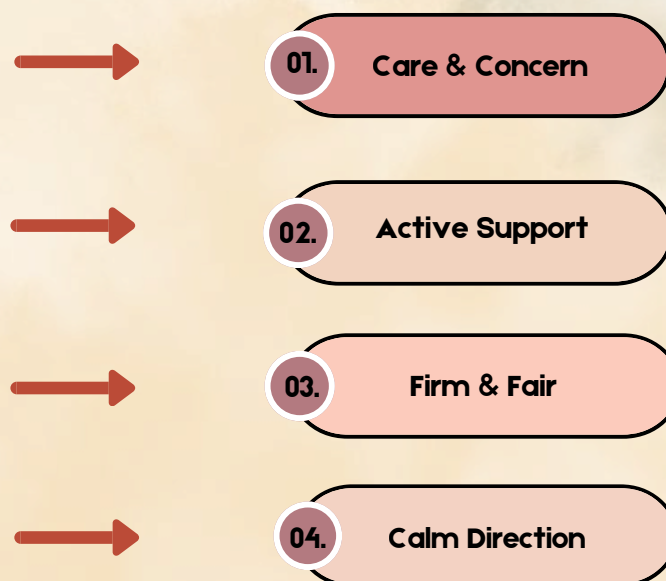 01. Care & Concern
02. Active Support
03. Firm & Fair
04. Calm Direction